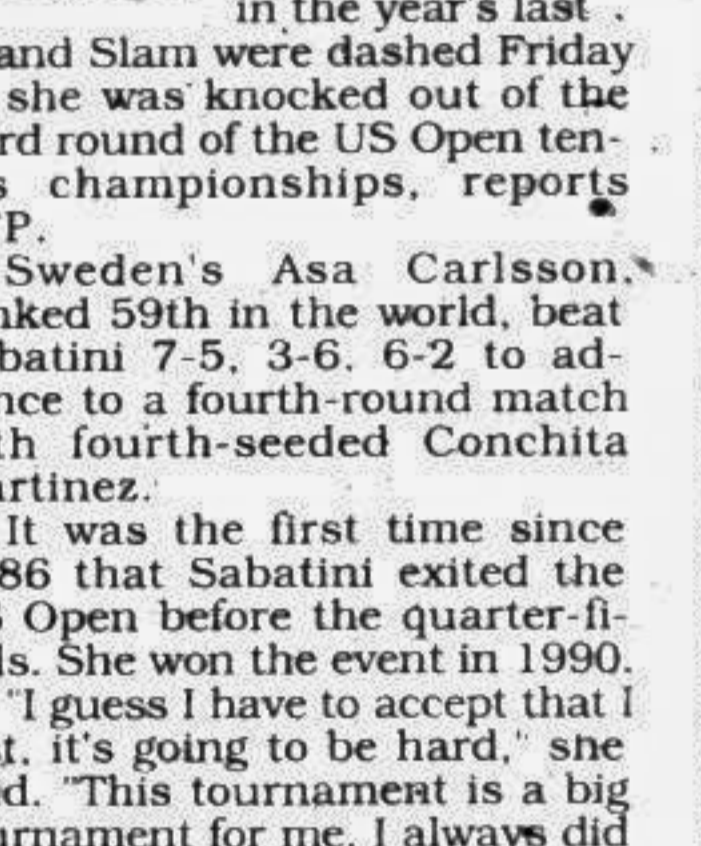 in the year's last
and Slam were dashed Friday
she was knocked out of the
rd round of the US Open ten-
s championships, reports
P.
Sweden's Asa Carlsson,
nked 59th in the world, beat
batini 7-5, 3-6, 6-2 to ad-
nce to a fourth-round match
th fourth-seeded Conchita
artinez.
It was the first time since
86 that Sabatini exited the
S Open before the quarter-fi-
ls. She won the event in 1990.
"I guess I have to accept that I
t, it's going to be hard," she
d. "This tournament is a big
urnament for me. I always did